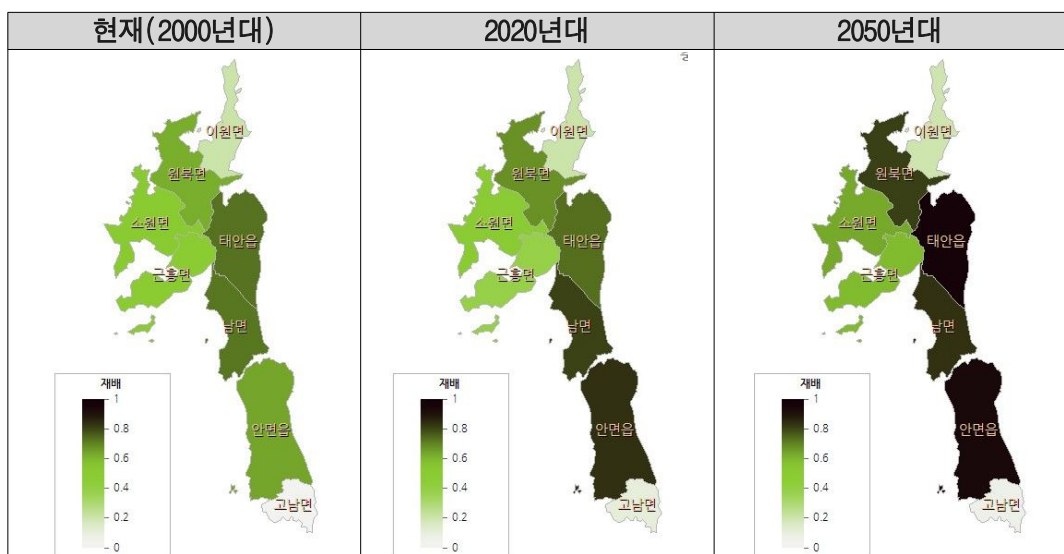 현재(2000년대)
2020년대
2050년대
이원면
원북면
소원면
태안읍
근흥면
남면
안면읍
고남면
재배
1
0.8
0.6
0.4
0.2
0
이원면
원북면
소원면
태안읍
근흥면
남면
안면읍
고남면
재배
1
0.8
0.6
0.4
0.2
0
이원면
원북면
소원면
태안읍
근흥면
남면
안면읍
고남면
재배
1
0.8
0.6
0.4
0.2
0